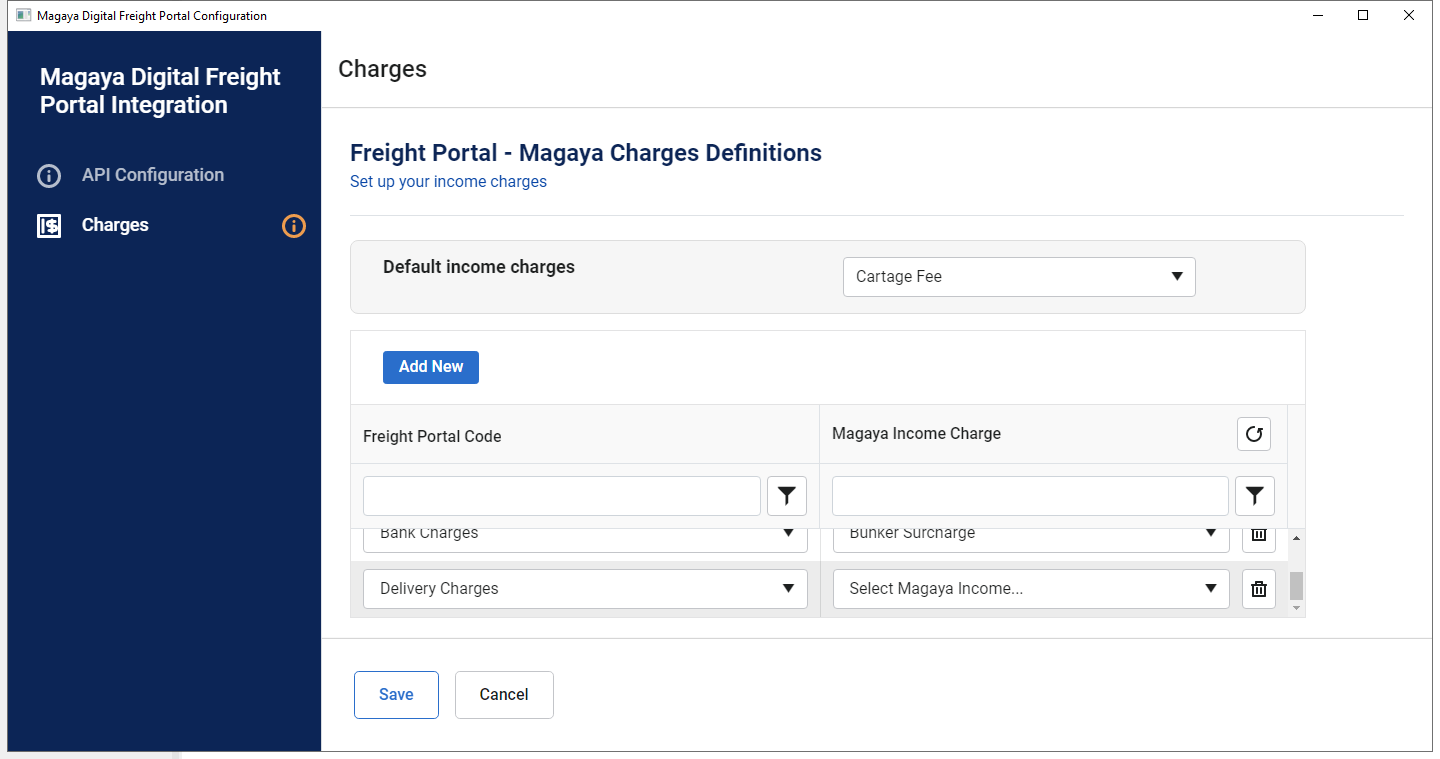 Magaya Digital Freight Portal Configuration
Magaya Digital Freight
Portal Integration
API Configuration
Charges
Charges
Freight Portal - Magaya Charges Definitions
Set up your income charges
Default income charges
Cartage Fee
Add New
Freight Portal Code
Magaya Income Charge
Bank Charges
Bunker Surcharge
Delivery Charges
Select Magaya Income...
Save
Cancel